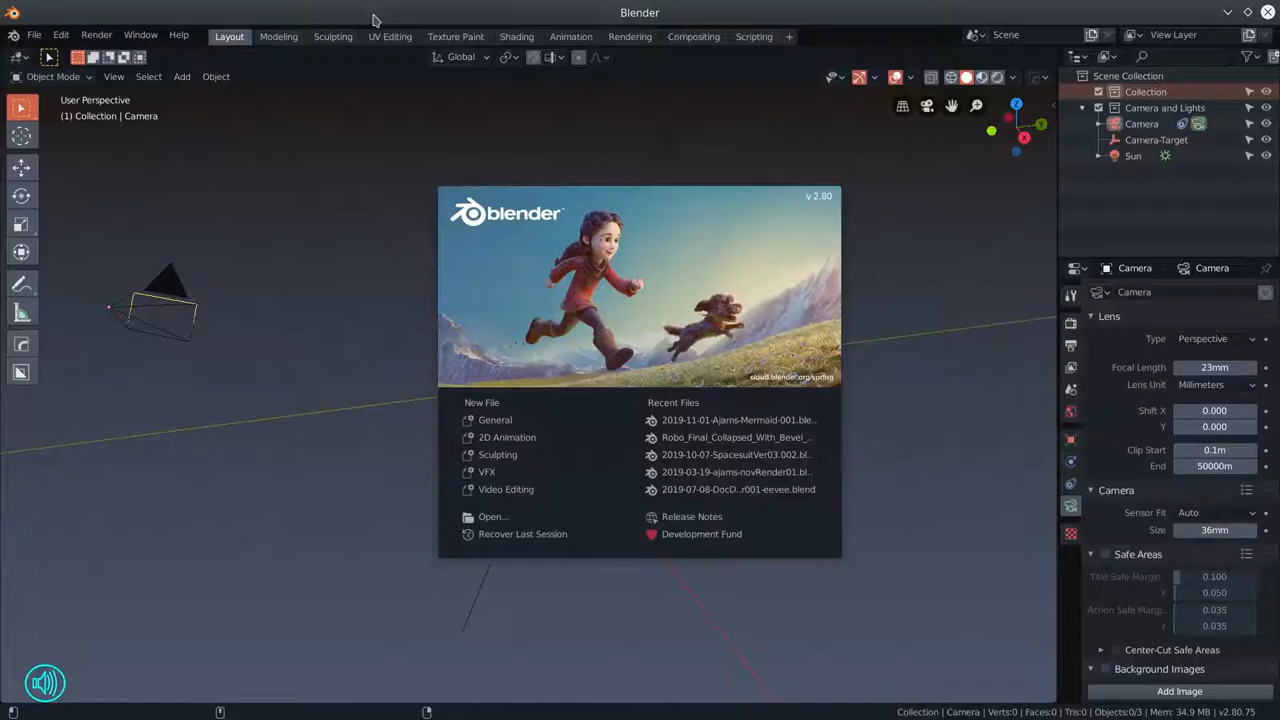 Blender
File Edit Render Window Help Layout Modeling Sculpting UV Editing Texture Paint Shading Animation Rendering Compositing Scripting + Scene View Layer
Global
Object Mode View Select Add Object
User Perspective
(1) Collection | Camera
Z
Y
X
Scene Collection
Collection
Camera and Lights
Camera
Camera-Target
Sun
blender
v 2.80
cloud.blender.org/spring
New File
General
2D Animation
Sculpting
VFX
Video Editing
Open...
Recover Last Session
Recent Files
2019-11-01-Ajams-Mermaid-001.ble..
Robo_Final_Collapsed_With_Bevel_..
2019-10-07-SpacesuitVer03.002.bl..
2019-03-19-ajams-novRender01.bl..
2019-07-08-DocD..r001-eevee.blend
Release Notes
Development Fund
Camera Camera
Camera
Lens
Type Perspective
Focal Length 23mm
Lens Unit Millimeters
Shift X 0.000
Y 0.000
Clip Start 0.1m
End 50000m
Camera
Sensor Fit Auto
Size 36mm
Safe Areas
Title Safe Margin: 0.100
Y 0.050
Action Safe Margi.. 0.035
Y 0.035
Center-Cut Safe Areas
Background Images
Add Image
Collection | Camera | Verts:0 | Faces:0 | Tris:0 | Objects:0/3 | Mem: 34.9 MB | v2.80.75